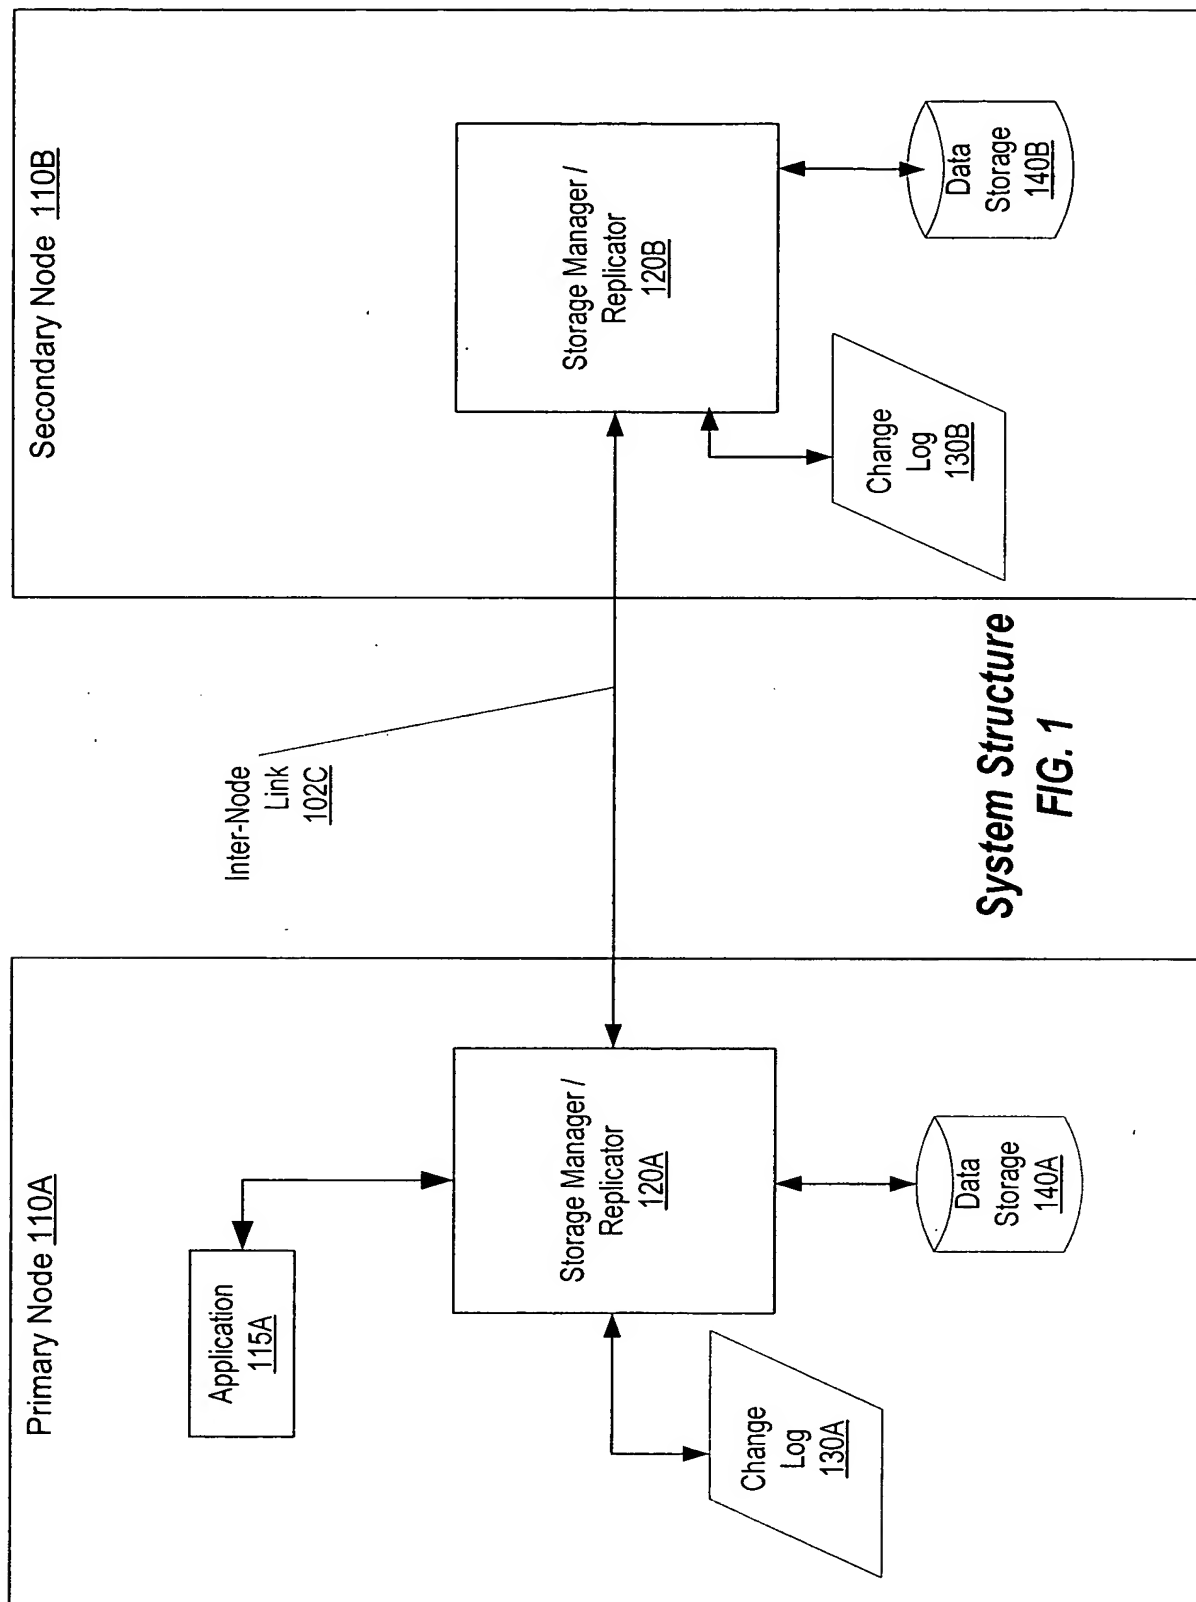 Primary Node 110A
Application
115A
Storage Manager /
Replicator
120A
Change
Log
130A
Data
Storage
140A
Inter-Node
Link
102C
Secondary Node 110B
Storage Manager /
Replicator
120B
Change
Log
130B
Data
Storage
140B
System Structure
FIG. 1